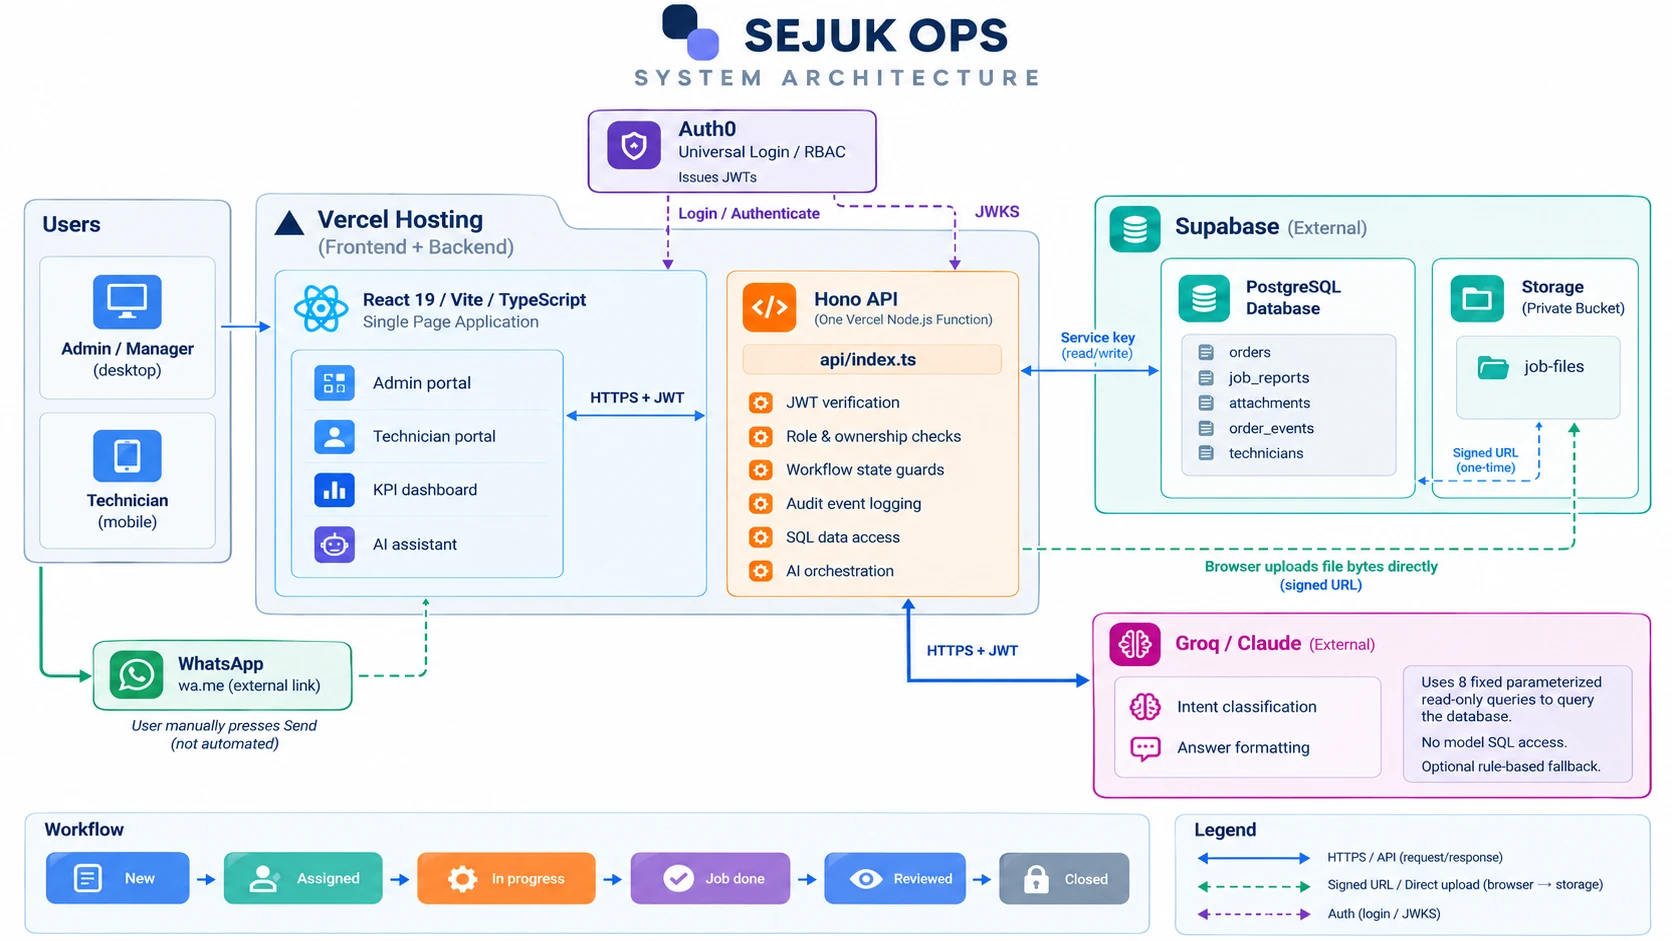 SEJUK OPS
SYSTEM ARCHITECTURE
Auth0
Universal Login / RBAC
Issues JWTs
Login / Authenticate
JWKS
Users
Admin / Manager
(desktop)
Technician
(mobile)
Vercel Hosting
(Frontend + Backend)
React 19 / Vite / TypeScript
Single Page Application
Admin portal
Technician portal
KPI dashboard
AI assistant
HTTPS + JWT
Hono API
(One Vercel Node.js Function)
api/index.ts
JWT verification
Role & ownership checks
Workflow state guards
Audit event logging
SQL data access
AI orchestration
Service key
(read/write)
Supabase (External)
PostgreSQL
Database
orders
job_reports
attachments
order_events
technicians
Storage
(Private Bucket)
job-files
Signed URL
(one-time)
Browser uploads file bytes directly
(signed URL)
WhatsApp
wa.me (external link)
User manually presses Send
(not automated)
HTTPS + JWT
Groq / Claude (External)
Intent classification
Answer formatting
Uses 8 fixed parameterized
read-only queries to query
the database.
No model SQL access.
Optional rule-based fallback.
Workflow
New
Assigned
In progress
Job done
Reviewed
Closed
Legend
HTTPS / API (request/response)
Signed URL / Direct upload (browser → storage)
Auth (login / JWKS)